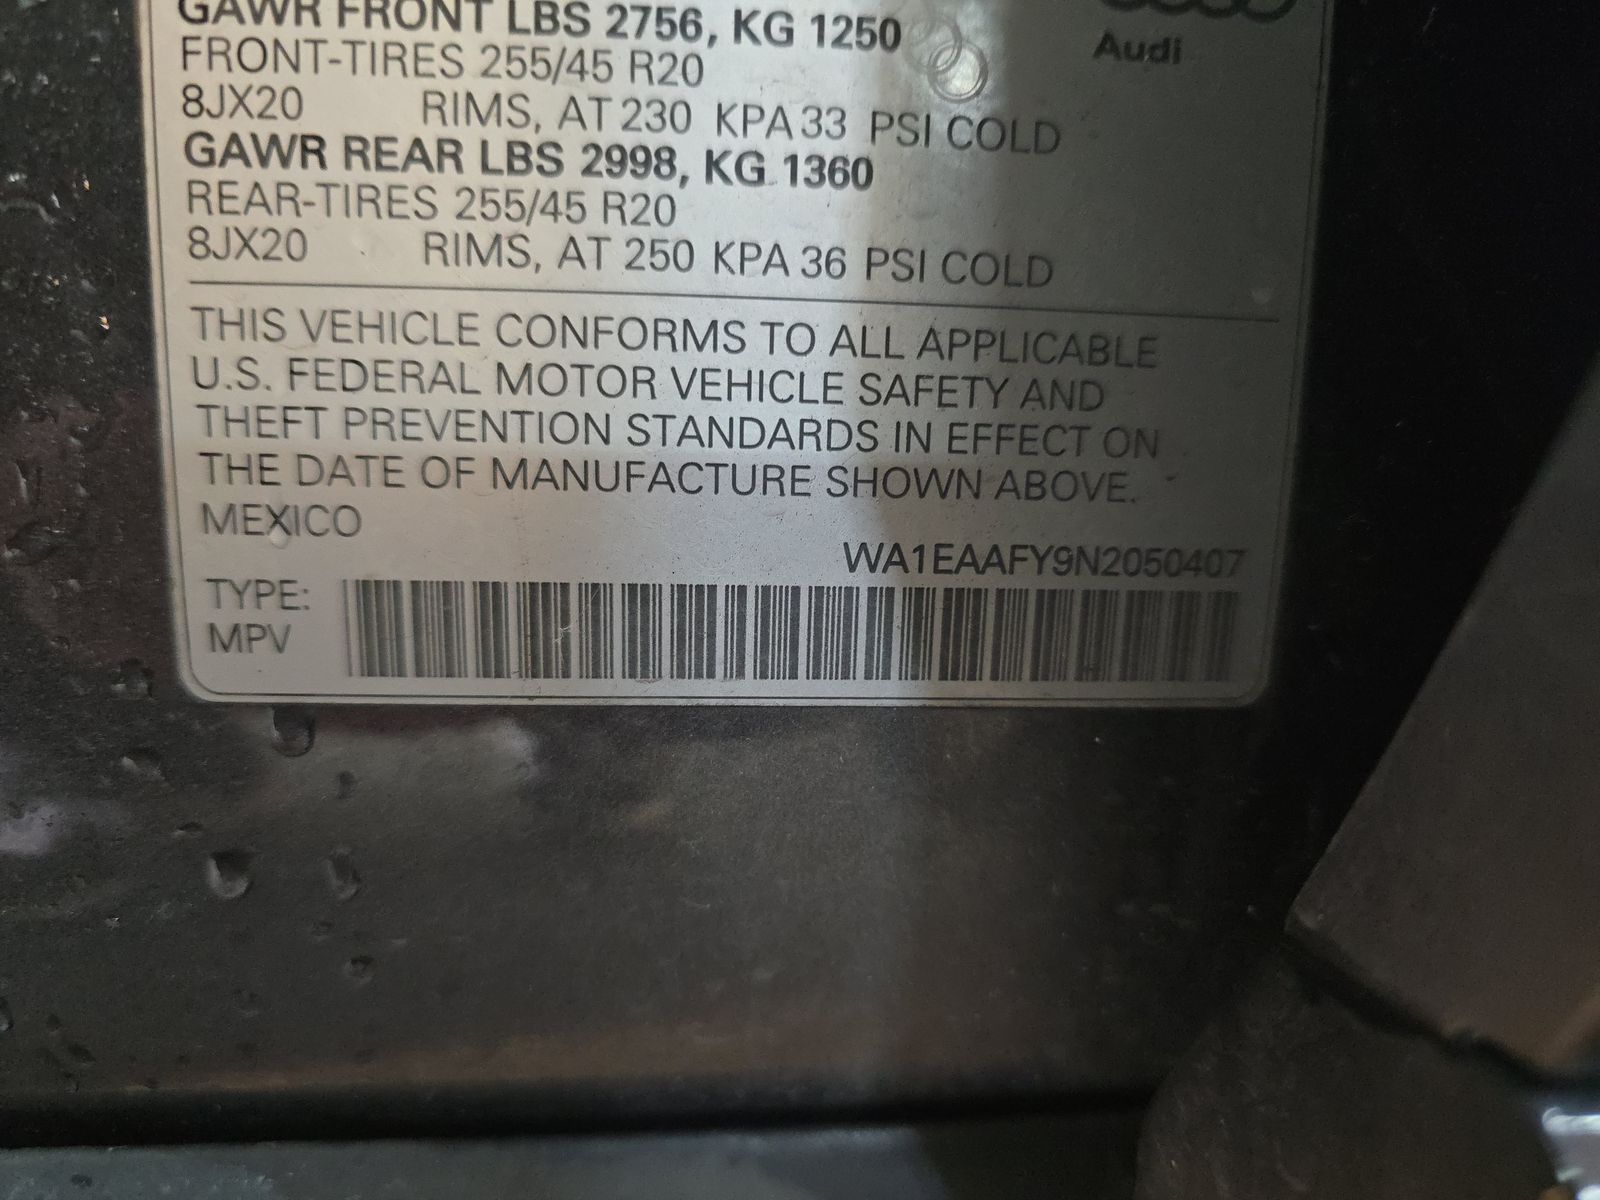 GAWR FRONT LBS 2756, KG 1250
Audi
FRONT-TIRES 255/45 R20
8JX20 RIMS, AT 230 KPA 33 PSI COLD
GAWR REAR LBS 2998, KG 1360
REAR-TIRES 255/45 R20
8JX20 RIMS, AT 250 KPA 36 PSI COLD
THIS VEHICLE CONFORMS TO ALL APPLICABLE
U.S. FEDERAL MOTOR VEHICLE SAFETY AND
THEFT PREVENTION STANDARDS IN EFFECT ON
THE DATE OF MANUFACTURE SHOWN ABOVE.
MEXICO
WA1EAAFY9N2050407
TYPE:
MPV